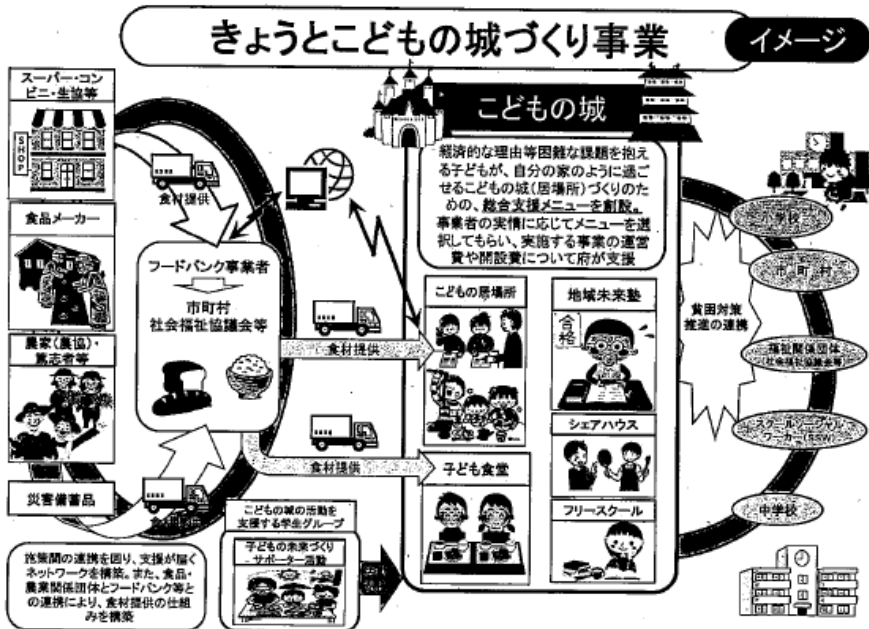 きょうとこどもの城づくり事業
イメージ
スーパー・コン
ビニ・生協等
SHOP
食材提供
食品メーカー
農家(農協)・
篤志者等
災害備蓄品
フードバンク事業者
市町村
社会福祉協議会等
食材提供
食材提供
こどもの城
経済的な理由等困難な課題を抱え
る子どもが、自分の家のように過ご
せるこどもの城(居場所)づくりのた
めの、総合支援メニューを創設。
事業者の実情に応じてメニューを選
択してもらい、実施する事業の運営
費や開設費について府が支援
こどもの居場所
子ども食堂
地域未来塾
合格
シェアハウス
フリースクール
貧困対策
推進の連携
小学校
市町村
福祉関係団体
(社会福祉協議会等)
スクールソーシャル
ワーカー(SSW)
中学校
こどもの城の活動を
支援する学生グループ
子どもの未来づくり
サポーター活動
施策間の連携を図り、支援が届く
ネットワークを構築。また、食品・
農業関係団体とフードバンク等と
の連携により、食材提供の仕組
みを構築